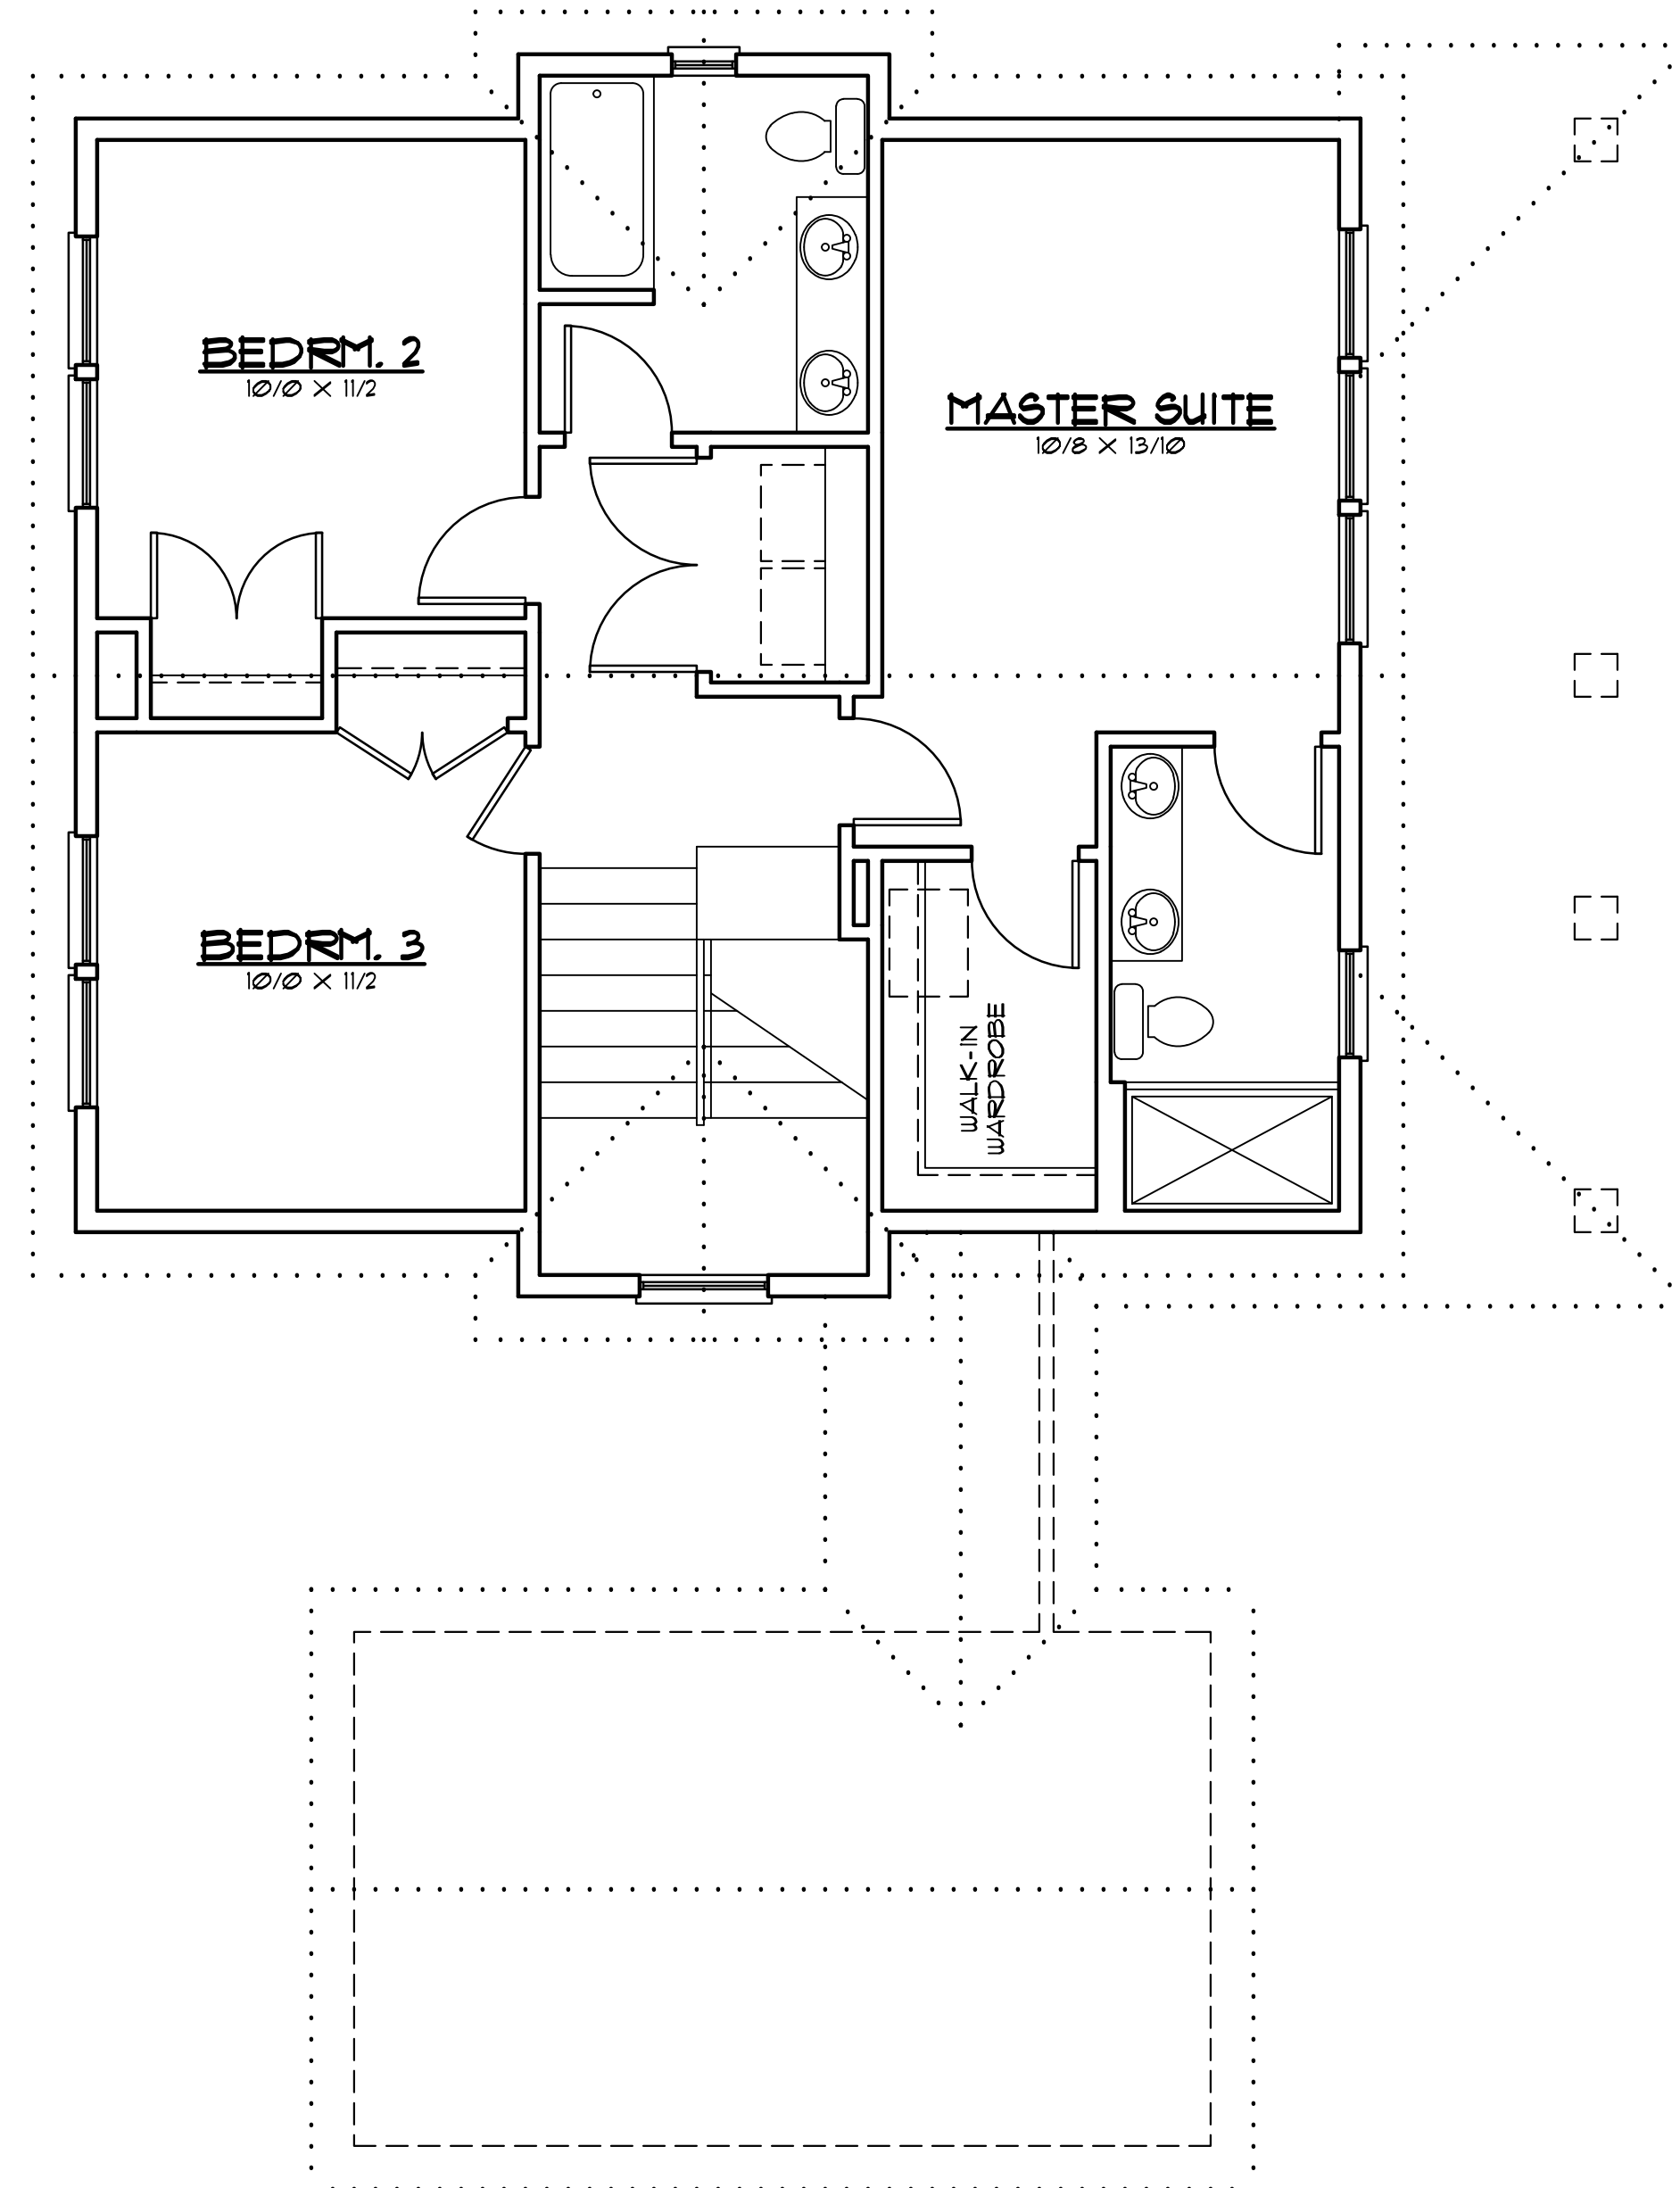 BEDRM. 2
10/0 X 11/2
MASTER SUITE
10/8 X 13/10
BEDRM. 3
10/0 X 11/2
WALK-IN
WARDROBE